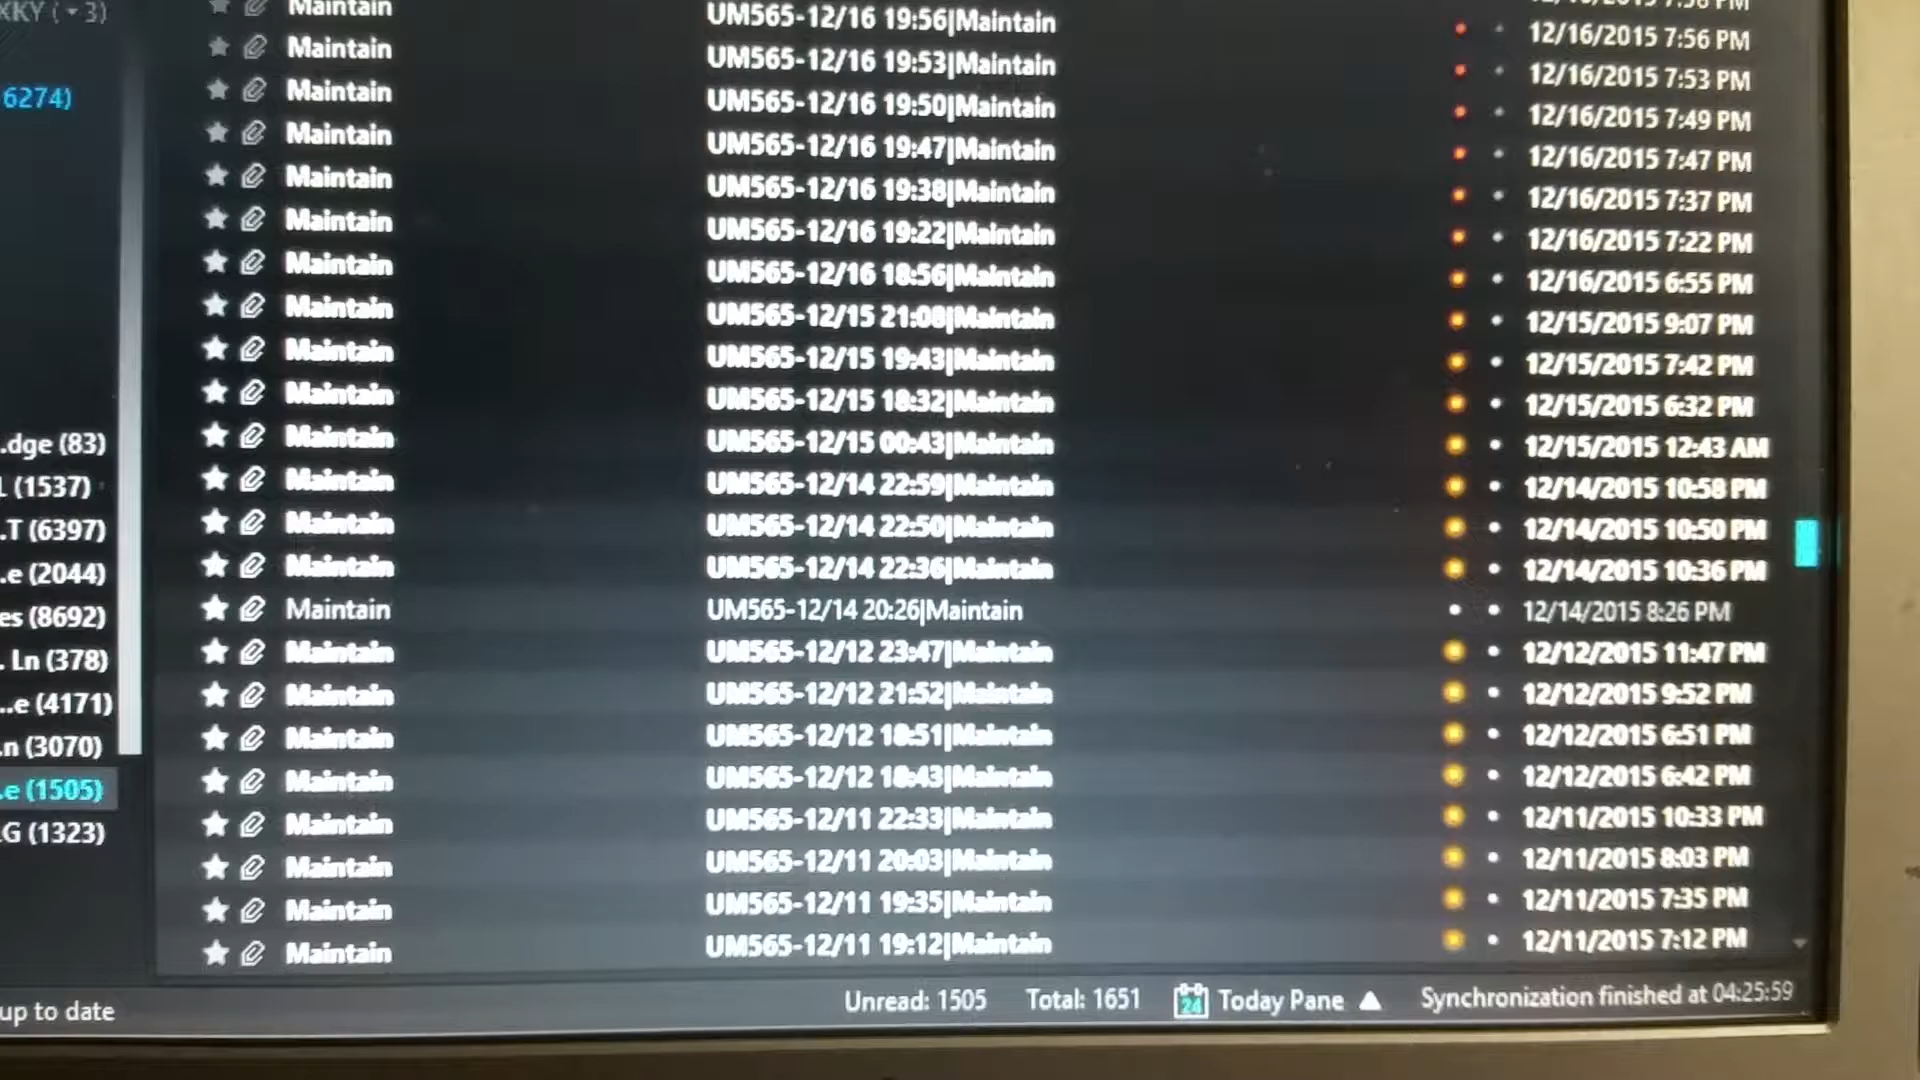 XKY (-3)
6274)
.dge (83)
L (1537)
.T (6397)
.e (2044)
es (8692)
. Ln (378)
..e (4171)
.n (3070)
.e (1505)
.G (1323)
Maintain
Maintain UM565-12/16 19:56|Maintain 12/16/2015 7:56 PM
Maintain UM565-12/16 19:53|Maintain 12/16/2015 7:53 PM
Maintain UM565-12/16 19:50|Maintain 12/16/2015 7:49 PM
Maintain UM565-12/16 19:47|Maintain 12/16/2015 7:47 PM
Maintain UM565-12/16 19:38|Maintain 12/16/2015 7:37 PM
Maintain UM565-12/16 19:22|Maintain 12/16/2015 7:22 PM
Maintain UM565-12/16 18:56|Maintain 12/16/2015 6:55 PM
Maintain UM565-12/15 21:08|Maintain 12/15/2015 9:07 PM
Maintain UM565-12/15 19:43|Maintain 12/15/2015 7:42 PM
Maintain UM565-12/15 18:32|Maintain 12/15/2015 6:32 PM
Maintain UM565-12/15 00:43|Maintain 12/15/2015 12:43 AM
Maintain UM565-12/14 22:59|Maintain 12/14/2015 10:58 PM
Maintain UM565-12/14 22:50|Maintain 12/14/2015 10:50 PM
Maintain UM565-12/14 22:36|Maintain 12/14/2015 10:36 PM
Maintain UM565-12/14 20:26|Maintain 12/14/2015 8:26 PM
Maintain UM565-12/12 23:47|Maintain 12/12/2015 11:47 PM
Maintain UM565-12/12 21:52|Maintain 12/12/2015 9:52 PM
Maintain UM565-12/12 18:51|Maintain 12/12/2015 6:51 PM
Maintain UM565-12/12 18:43|Maintain 12/12/2015 6:42 PM
Maintain UM565-12/11 22:33|Maintain 12/11/2015 10:33 PM
Maintain UM565-12/11 20:03|Maintain 12/11/2015 8:03 PM
Maintain UM565-12/11 19:35|Maintain 12/11/2015 7:35 PM
Maintain UM565-12/11 19:12|Maintain 12/11/2015 7:12 PM
up to date Unread: 1505 Total: 1651 24 Today Pane Synchronization finished at 04:25:59